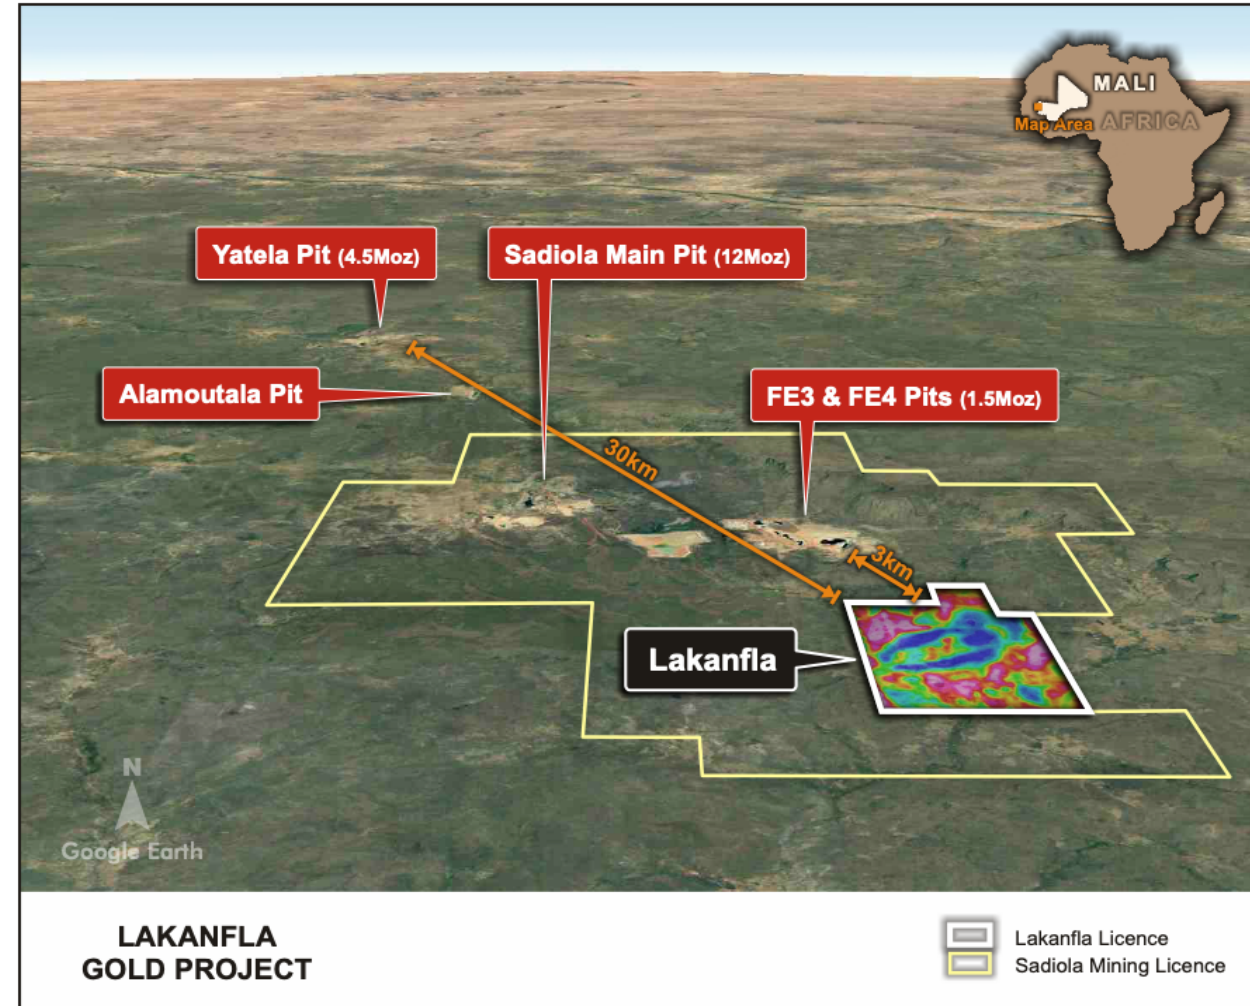 MALI
Map Area AFRICA
Yatela Pit (4.5Moz)
Sadiola Main Pit (12Moz)
Alamoutala Pit
FE3 & FE4 Pits (1.5Moz)
30km
3km
Lakanfla
N
Google Earth
LAKANFLA
GOLD PROJECT
Lakanfla Licence
Sadiola Mining Licence